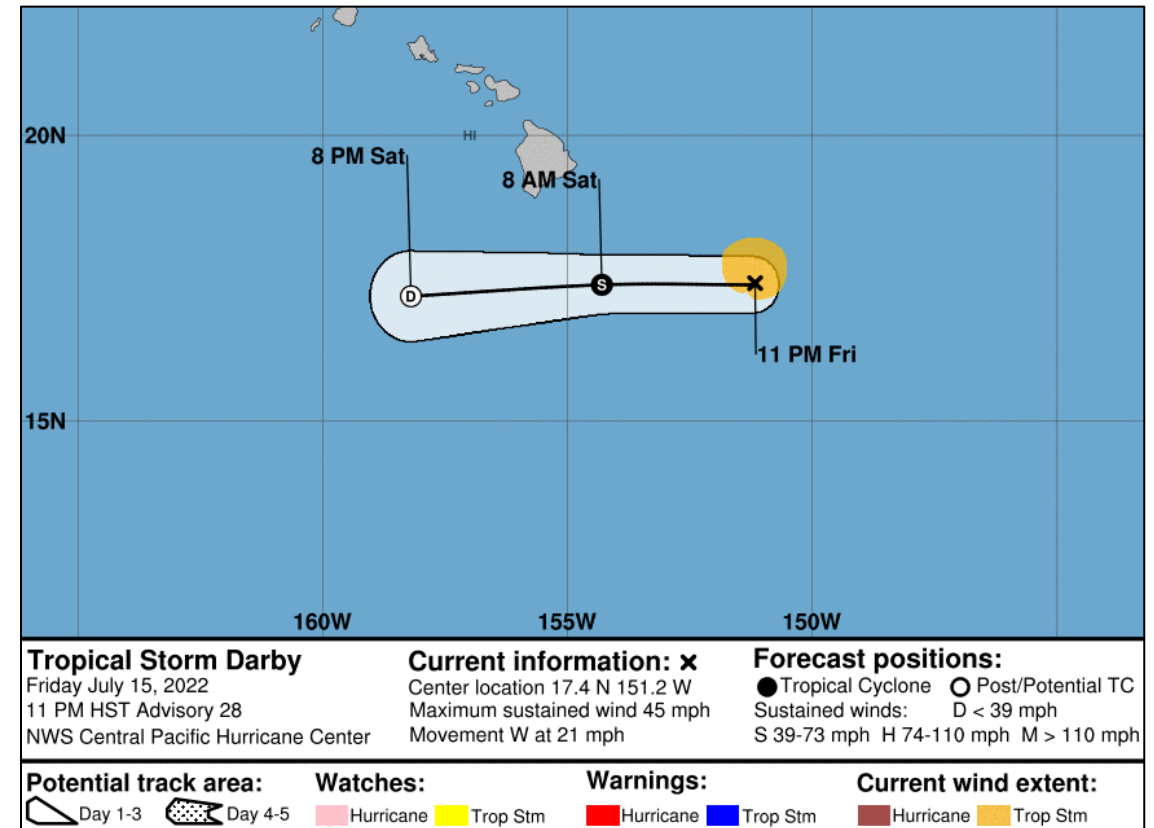 20N
HI
8 PM Sat
8 AM Sat
D
S
11 PM Fri
15N
160W 155W 150W
Tropical Storm Darby
Friday July 15, 2022
11 PM HST Advisory 28
NWS Central Pacific Hurricane Center
Current information: ×
Center location 17.4 N 151.2 W
Maximum sustained wind 45 mph
Movement W at 21 mph
Forecast positions:
Tropical Cyclone Post/Potential TC
Sustained winds: D < 39 mph
S 39-73 mph H 74-110 mph M > 110 mph
Potential track area:
Day 1-3 Day 4-5
Watches:
Hurricane Trop Stm
Warnings:
Hurricane Trop Stm
Current wind extent:
Hurricane Trop Stm